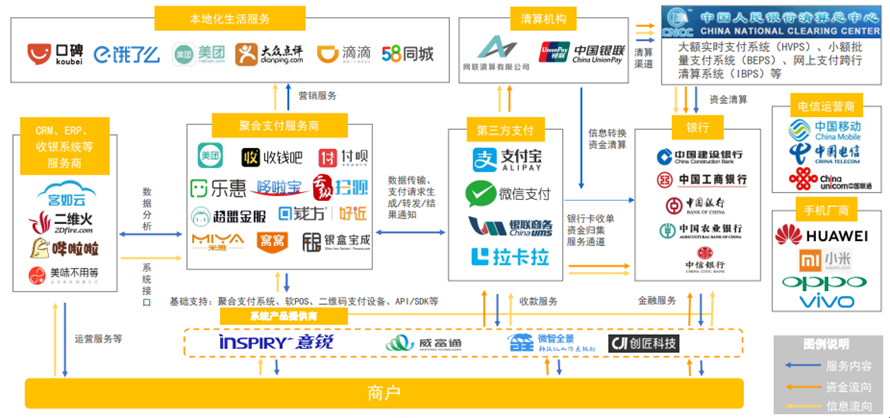 本地化生活服务
口碑
koubei
饿了么
美团
美团
大众点评
dianping.com
滴滴
58同城
清算机构
网联清算有限公司
UnionPay
银联
中国银联
China UnionPay
清算
渠道
CNCC
中国人民银行清算总中心
CHINA NATIONAL CLEARING CENTER
大额实时支付系统（HVPS）、小额批
量支付系统（BEPS）、网上支付跨行
清算系统（IBPS）等
营销服务
资金清算
信息转换
资金清算
CRM、ERP、
收银系统等
服务商
客如云
二维火
2Dfire.com
哗啦啦
美味不用等
数据
分析
系统
接口
聚合支付服务商
美团
收
收钱吧
付
付呗
乐惠
哆啦宝
扫呗
超盟金服
钱方
好近
MIYA
米雅
窝窝
银
银盒宝成
数据传输、
支付请求生
成/转发/结
果通知
第三方支付
支
支付宝
ALIPAY
微信支付
银联商务
China ums
拉卡拉
银行卡收单
资金归集
服务通道
银行
中国建设银行
China Construction Bank
中国工商银行
中国银行
BANK OF CHINA
中国农业银行
AGRICULTURAL BANK OF CHINA
中信银行
CHINA CITIC BANK
电信运营商
中国移动
China Mobile
中国电信
CHINA TELECOM
China
unicom中国联通
手机厂商
HUAWEI
MI
小米
xiaomi.com
OPPO
vivo
基础支持：聚合支付系统、软POS、二维码支付设备、API/SDK等
收款服务
金融服务
系统产品提供商
运营服务等
iNSPIRY 意锐
威富通
微智全景
CJ
创匠科技
商户
图例说明
服务内容
资金流向
信息流向